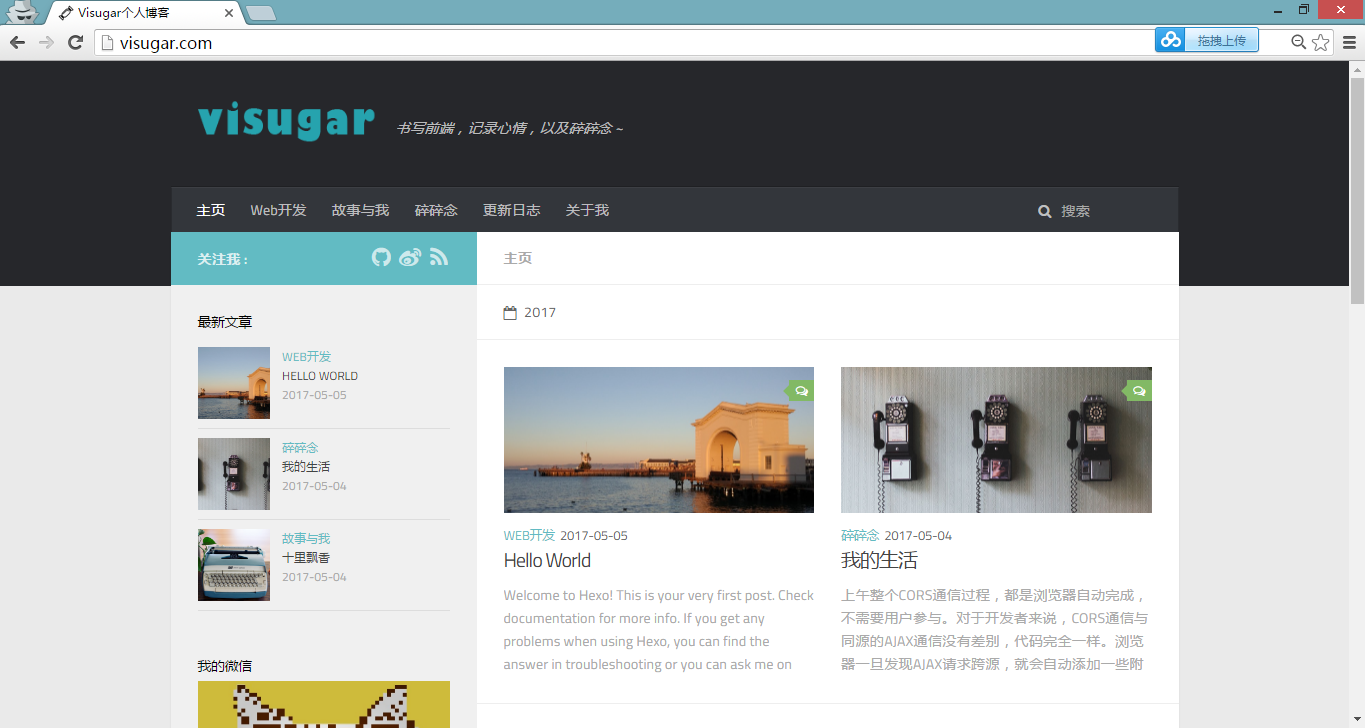 Visugar个人博客
visugar.com
拖拽上传
visugar
书写前端，记录心情，以及碎碎念 ~
主页 Web开发 故事与我 碎碎念 更新日志 关于我
搜索
关注我 :
主页
2017
最新文章
WEB开发
HELLO WORLD
2017-05-05
碎碎念
我的生活
2017-05-04
故事与我
十里飘香
2017-05-04
我的微信
WEB开发 2017-05-05
Hello World
Welcome to Hexo! This is your very first post. Check
documentation for more info. If you get any
problems when using Hexo, you can find the
answer in troubleshooting or you can ask me on
碎碎念 2017-05-04
我的生活
上午整个CORS通信过程，都是浏览器自动完成，
不需要用户参与。对于开发者来说，CORS通信与
同源的AJAX通信没有差别，代码完全一样。浏览
器一旦发现AJAX请求跨源，就会自动添加一些附